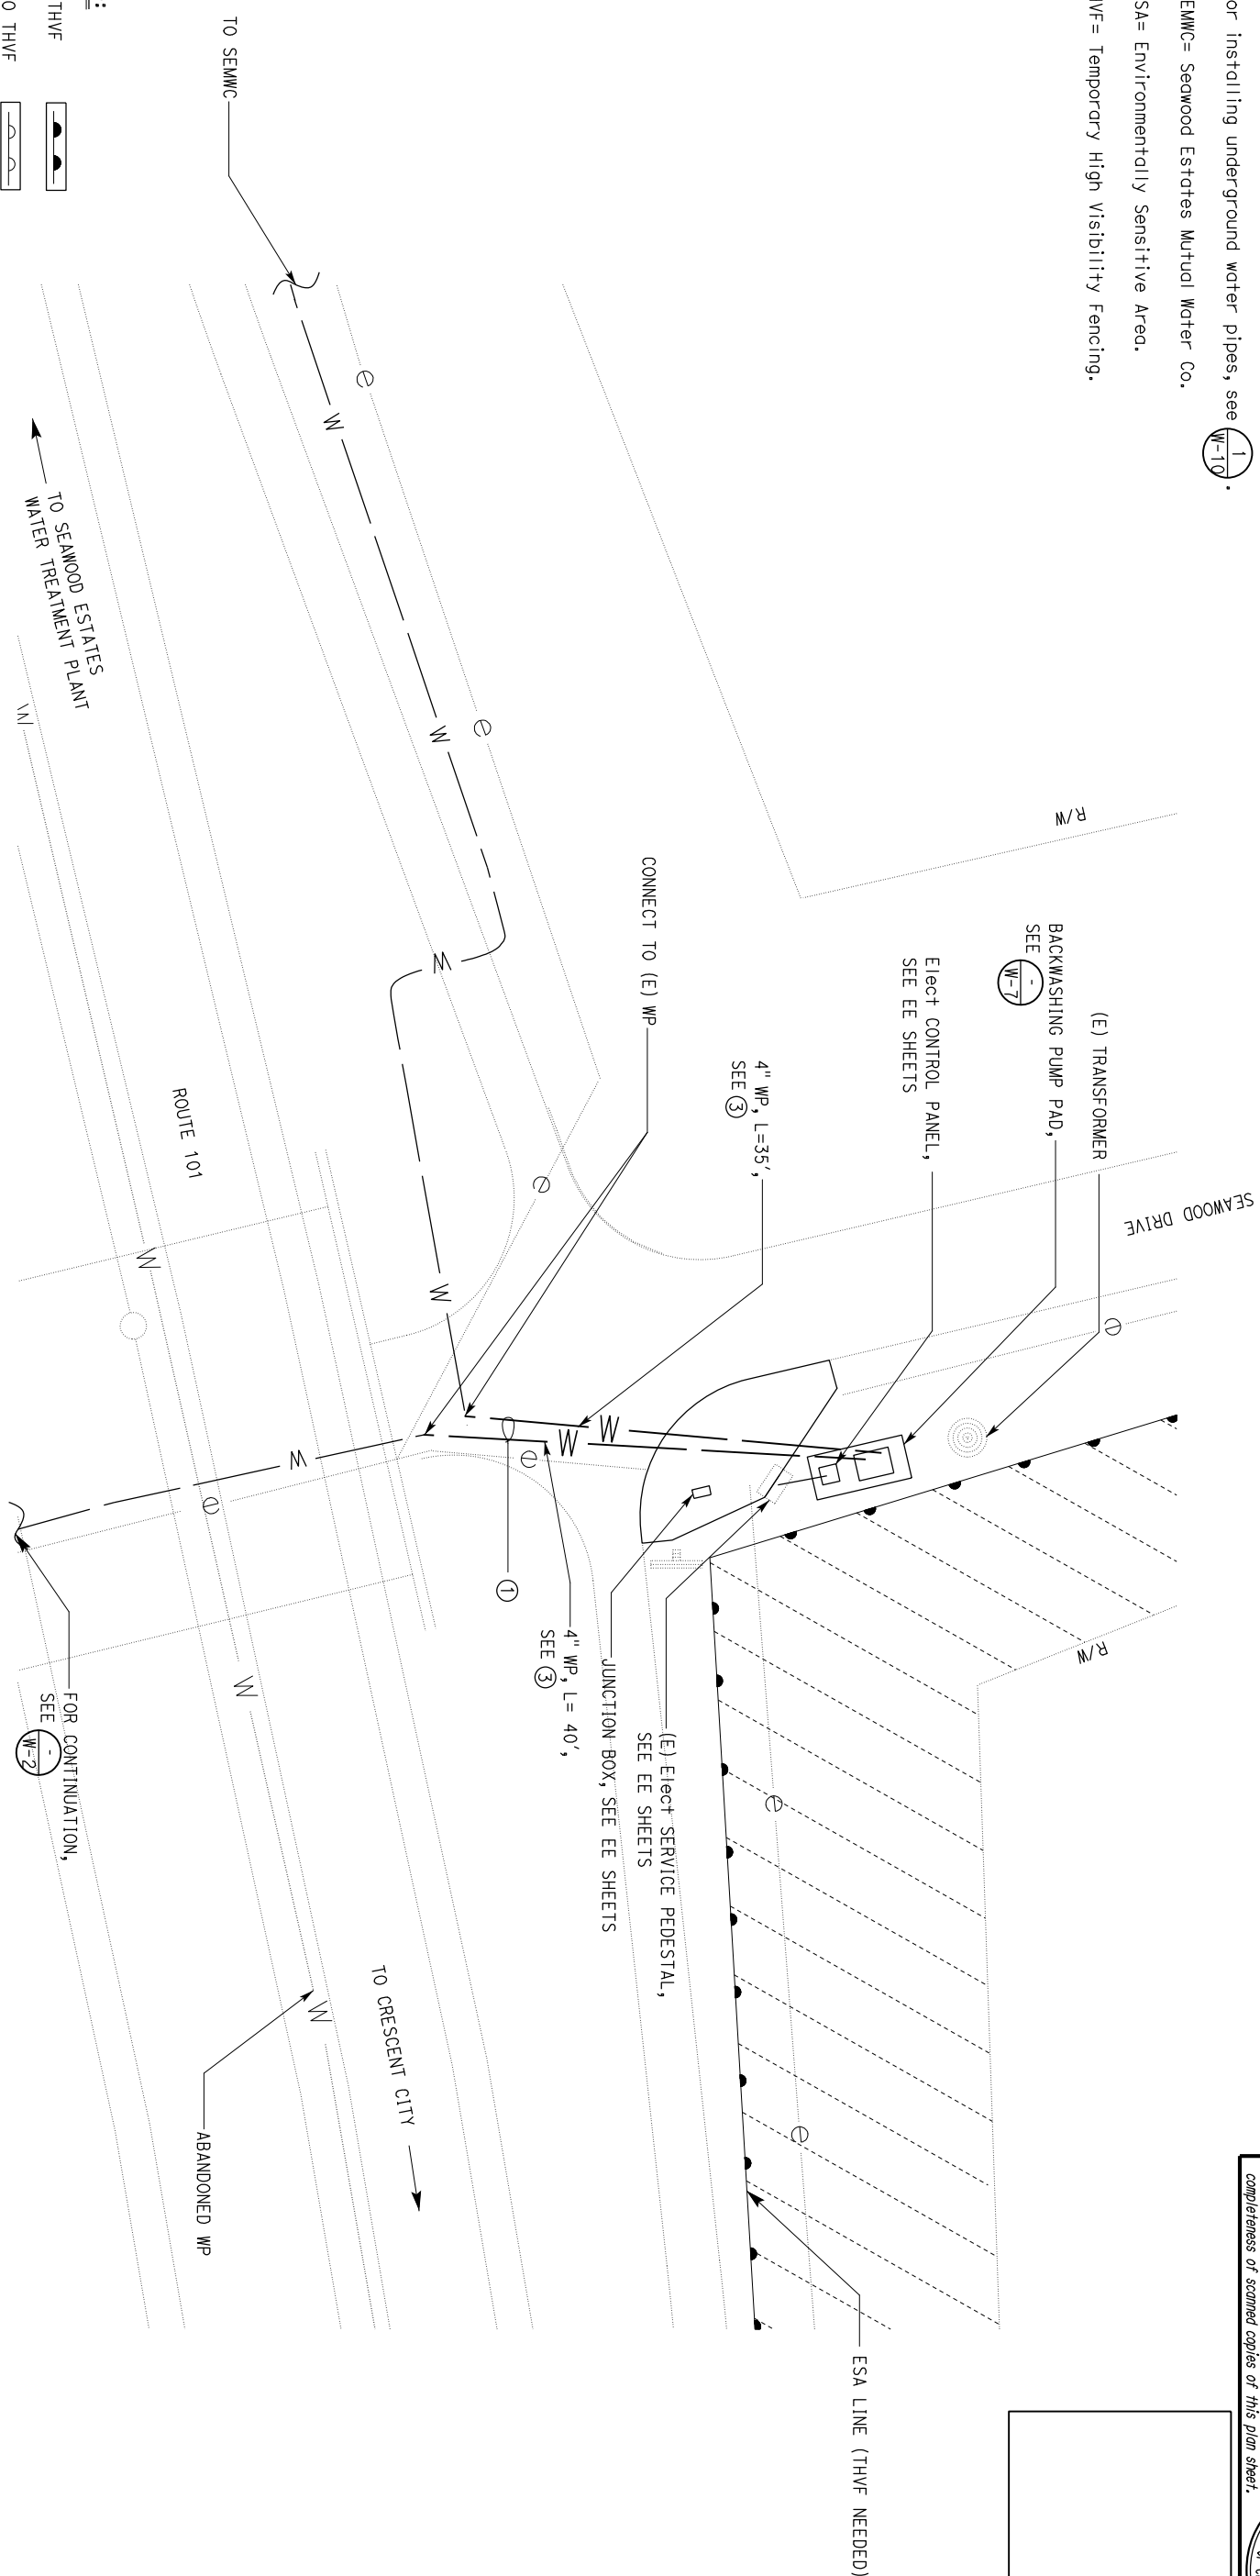 or installing underground water pipes, see 1 W-10 .
EMWC= Seawood Estates Mutual Water Co.
SA= Environmentally Sensitive Area.
VF= Temporary High Visibility Fencing.
:
THVF
O THVF
TO SEMWC
TO SEAWOOD ESTATES
WATER TREATMENT PLANT
R/W
(E) TRANSFORMER
BACKWASHING PUMP PAD,
SEE - W-7
Elect CONTROL PANEL,
SEE EE SHEETS
4" WP, L=35',
SEE 3
CONNECT TO (E) WP
SEAWOOD DRIVE
ROUTE 101
e
e
e
e
e
e
e
e
W
W
W
W
W
W
W
W
W
W
W
1
4" WP, L= 40',
SEE 3
JUNCTION BOX, SEE EE SHEETS
(E) Elect SERVICE PEDESTAL,
SEE EE SHEETS
R/W
FOR CONTINUATION,
SEE - W-2
TO CRESCENT CITY
ABANDONED WP
ESA LINE (THVF NEEDED)
completeness of scanned copies of this plan sheet.